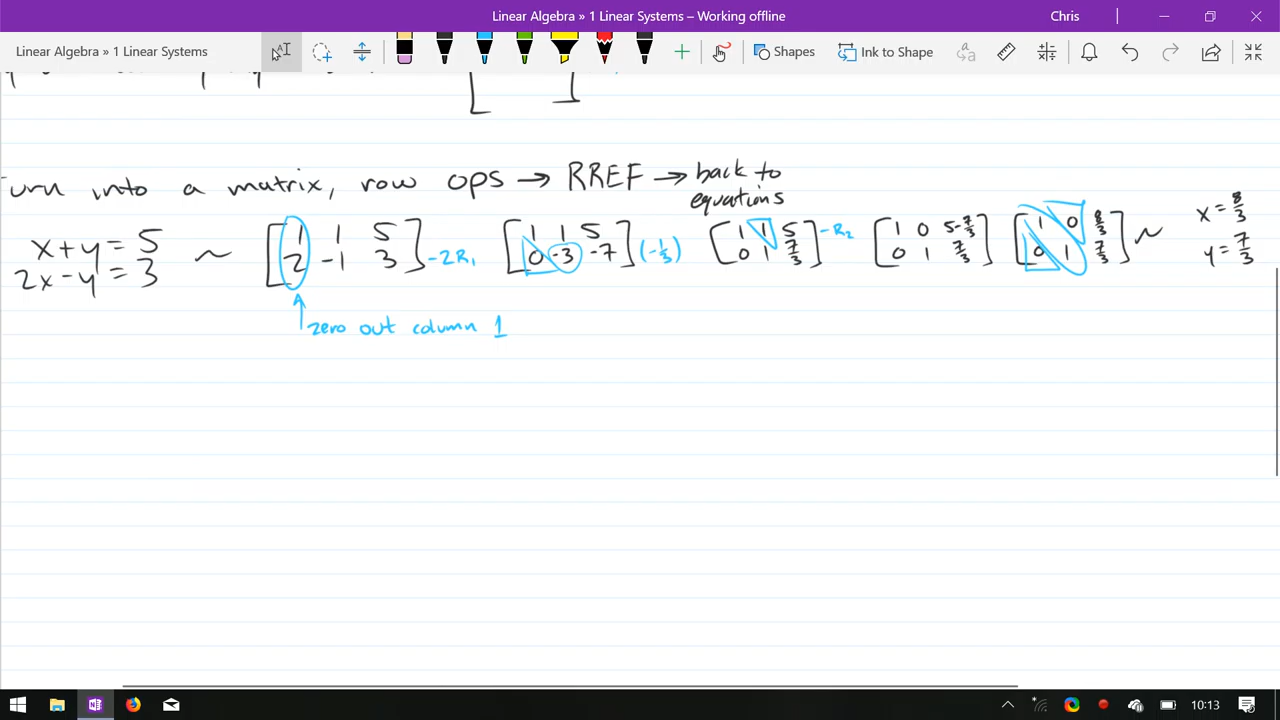 Linear Algebra » 1 Linear Systems – Working offline
Chris
Linear Algebra » 1 Linear Systems
Shapes
Ink to Shape
urn into a matrix, row ops → RREF → back to
equations
x+y=5 ~ [1 1 5] [1 1 5] [1 1 5] -R₂ [1 0 5-7/3] [1 0 8/3] ~ x=8/3
2x-y=3 [2 -1 3] -2R₁ [0 -3 -7] (-1/3) [0 1 7/3] [0 1 7/3] [0 1 7/3] y=7/3
zero out column 1
10:13